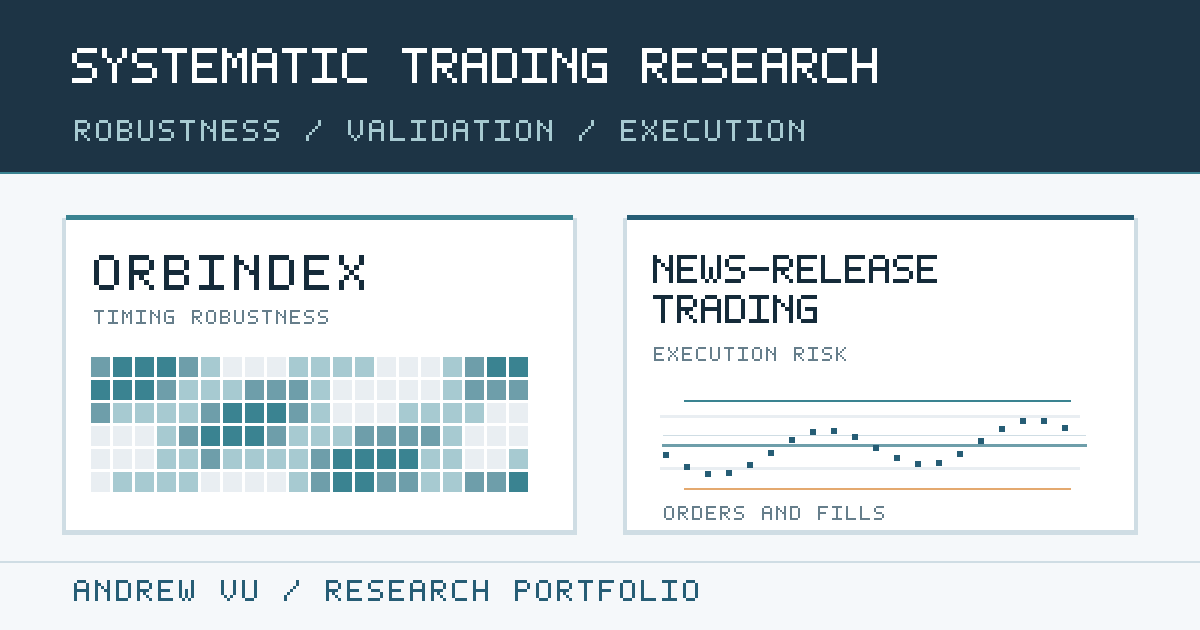 SYSTEMATIC TRADING RESEARCH
ROBUSTNESS / VALIDATION / EXECUTION
ORBINDEX
TIMING ROBUSTNESS
NEWS-RELEASE
TRADING
EXECUTION RISK
ORDERS AND FILLS
ANDREW VU / RESEARCH PORTFOLIO